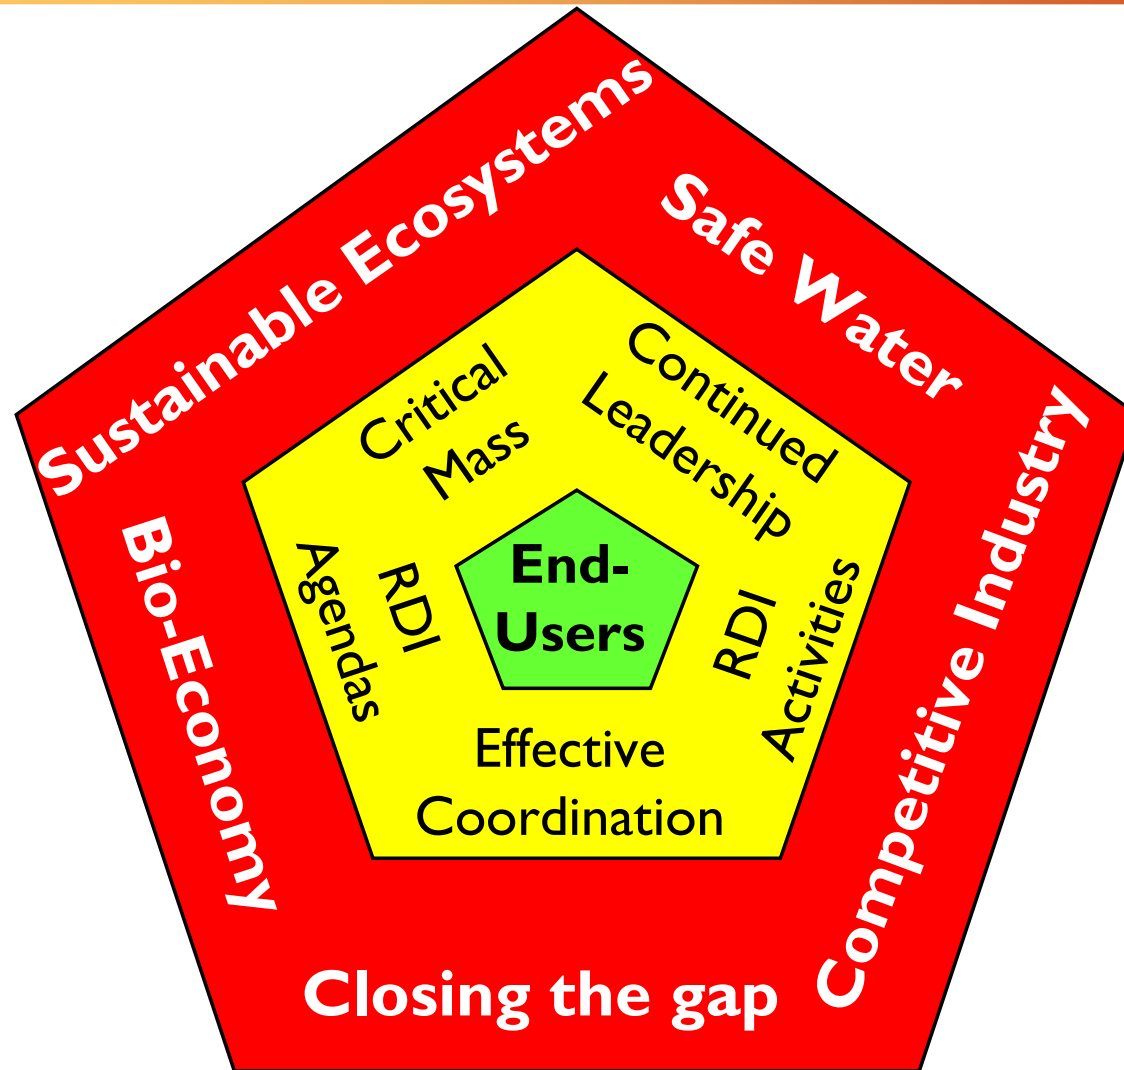 Sustainable Ecosystems
Safe Water
Competitive Industry
Closing the gap
Bio-Economy
Critical
Mass
Continued
Leadership
RDI
Activities
Effective
Coordination
RDI
Agendas
End-
Users